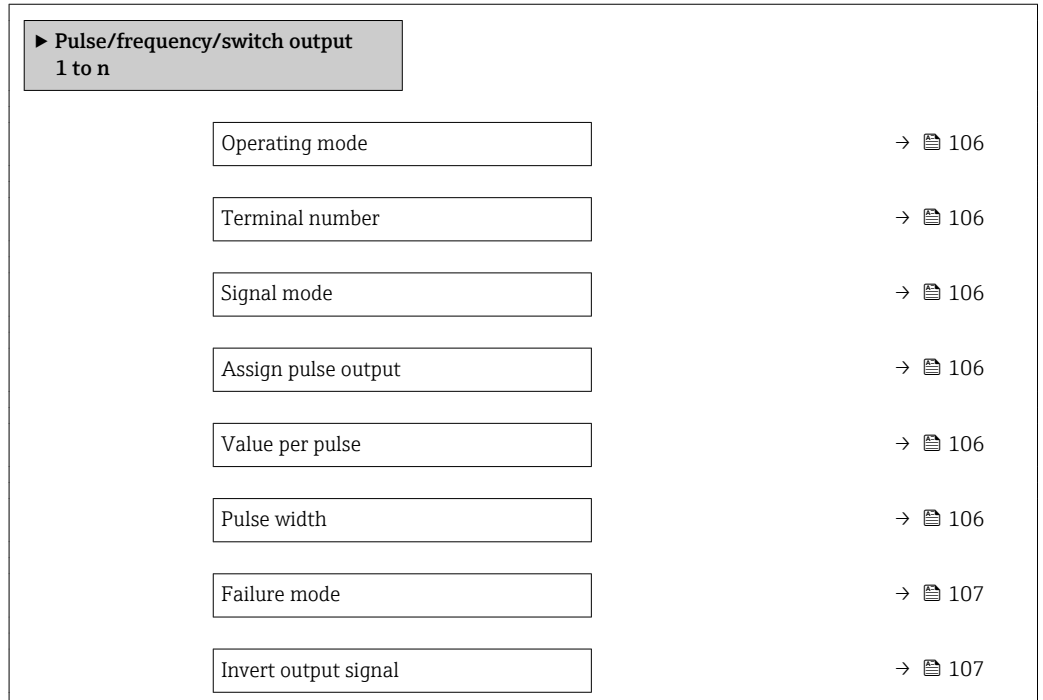 ▶ Pulse/frequency/switch output
1 to n
Operating mode → 106
Terminal number → 106
Signal mode → 106
Assign pulse output → 106
Value per pulse → 106
Pulse width → 106
Failure mode → 107
Invert output signal → 107